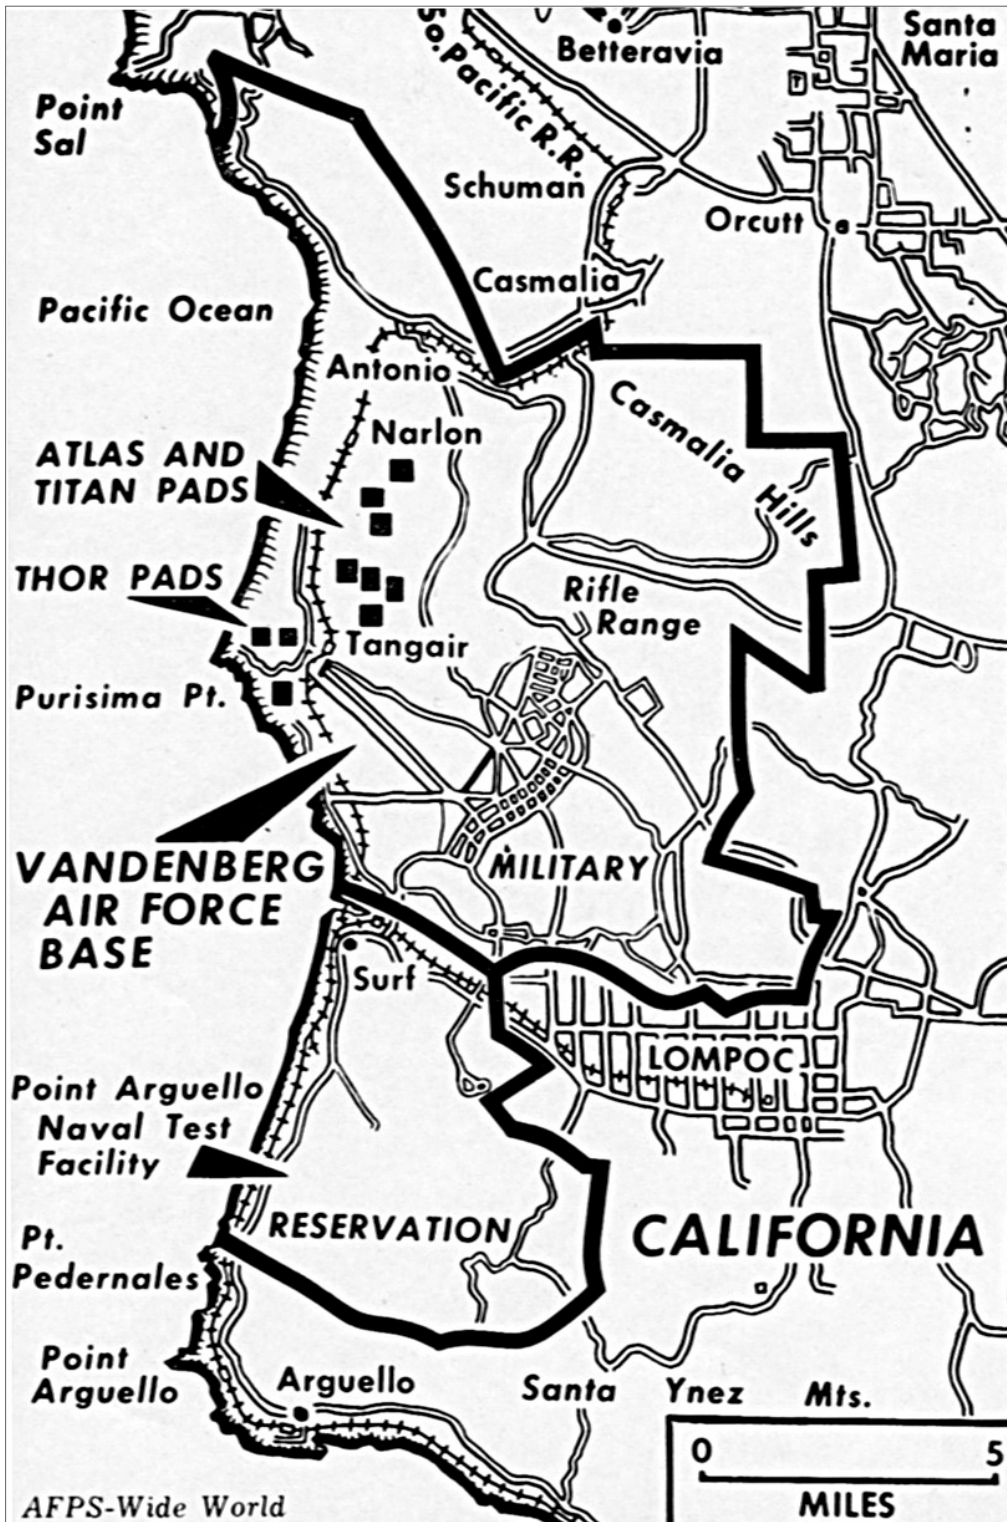 Santa
Maria
Betteravia
So. Pacific R.R
Point
Sal
Schuman
Orcutt
Casmalia
Pacific Ocean
Antonio
Casmalia Hills
Narlon
ATLAS AND
TITAN PADS
THOR PADS
Rifle
Range
Tangair
Purisima Pt.
VANDENBERG
AIR FORCE
BASE
MILITARY
Surf
LOMPOC
Point Arguello
Naval Test
Facility
RESERVATION
CALIFORNIA
Pt.
Pedernales
Point
Arguello
Arguello
Santa Ynez Mts.
0 5
MILES
AFPS-Wide World